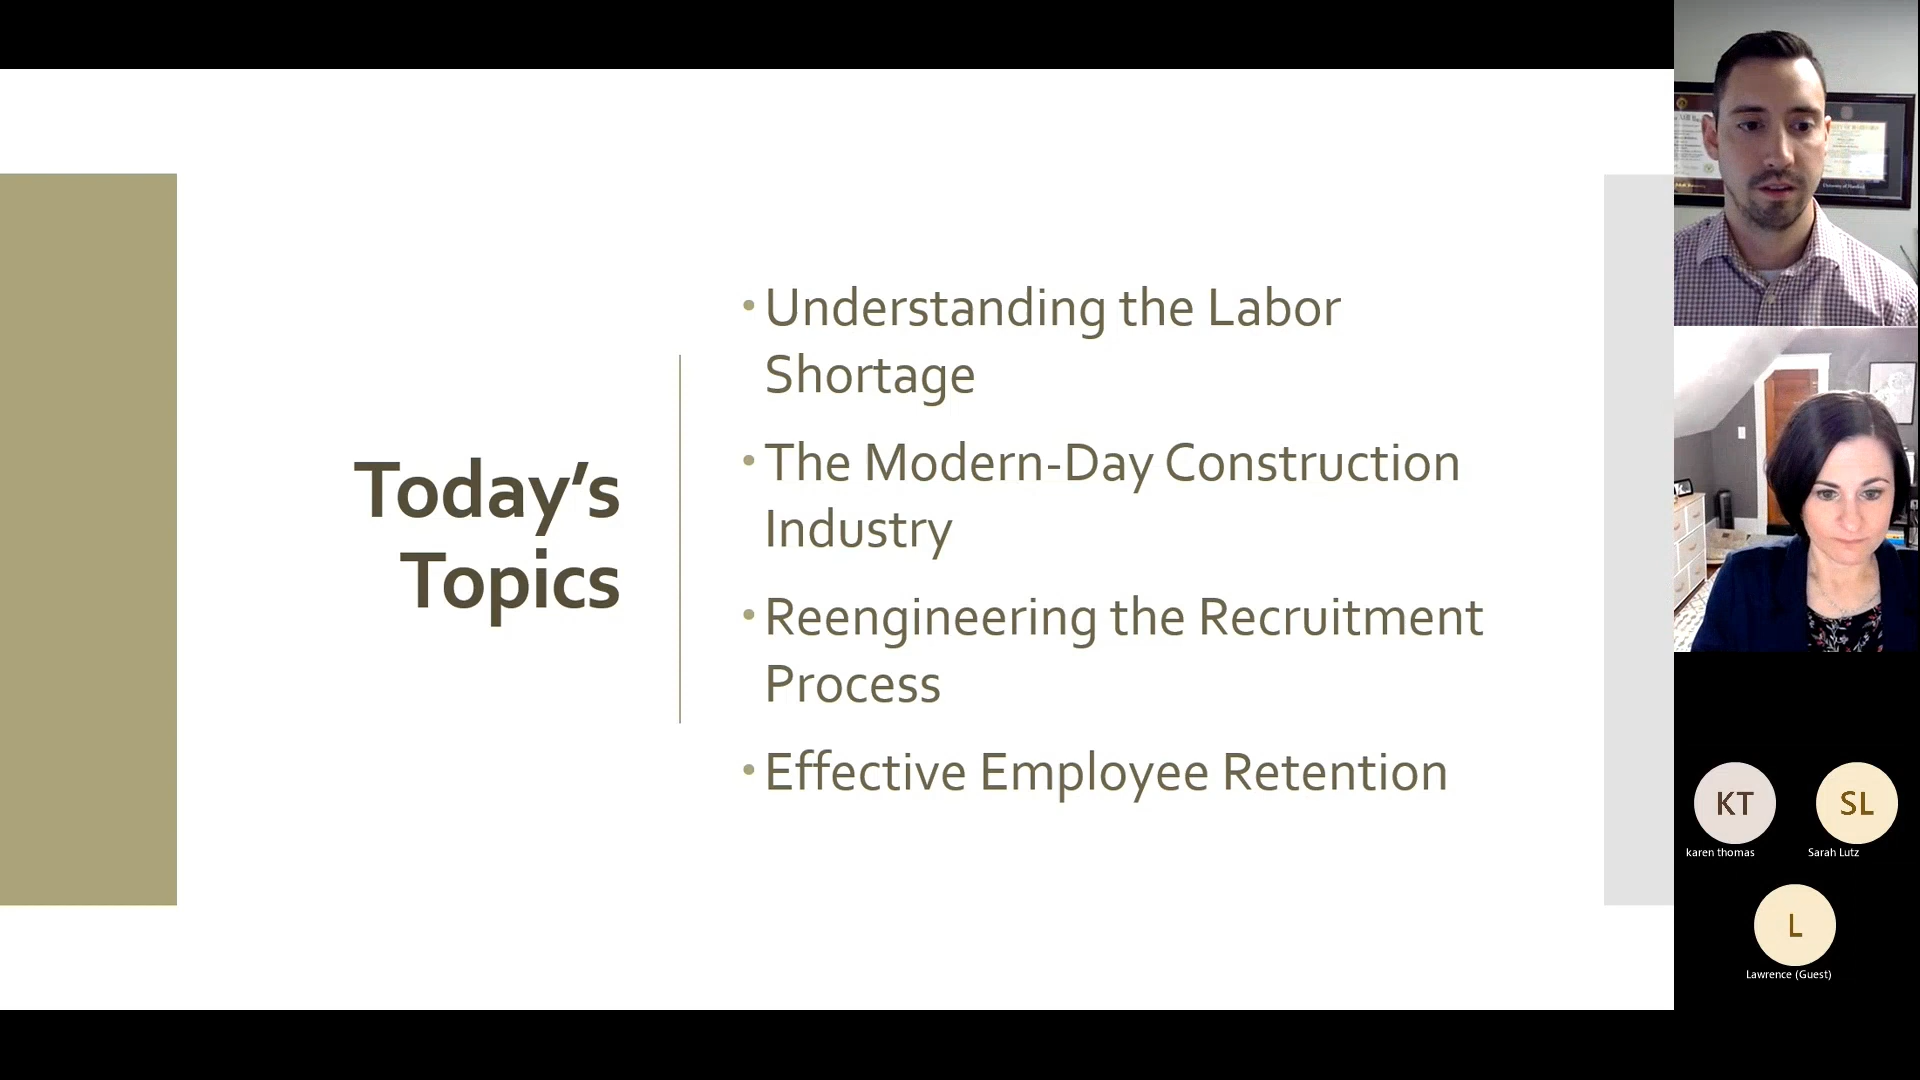 Today’s
Topics
• Understanding the Labor
Shortage
• The Modern-Day Construction
Industry
• Reengineering the Recruitment
Process
• Effective Employee Retention
KT
karen thomas
SL
Sarah Lutz
L
Lawrence (Guest)